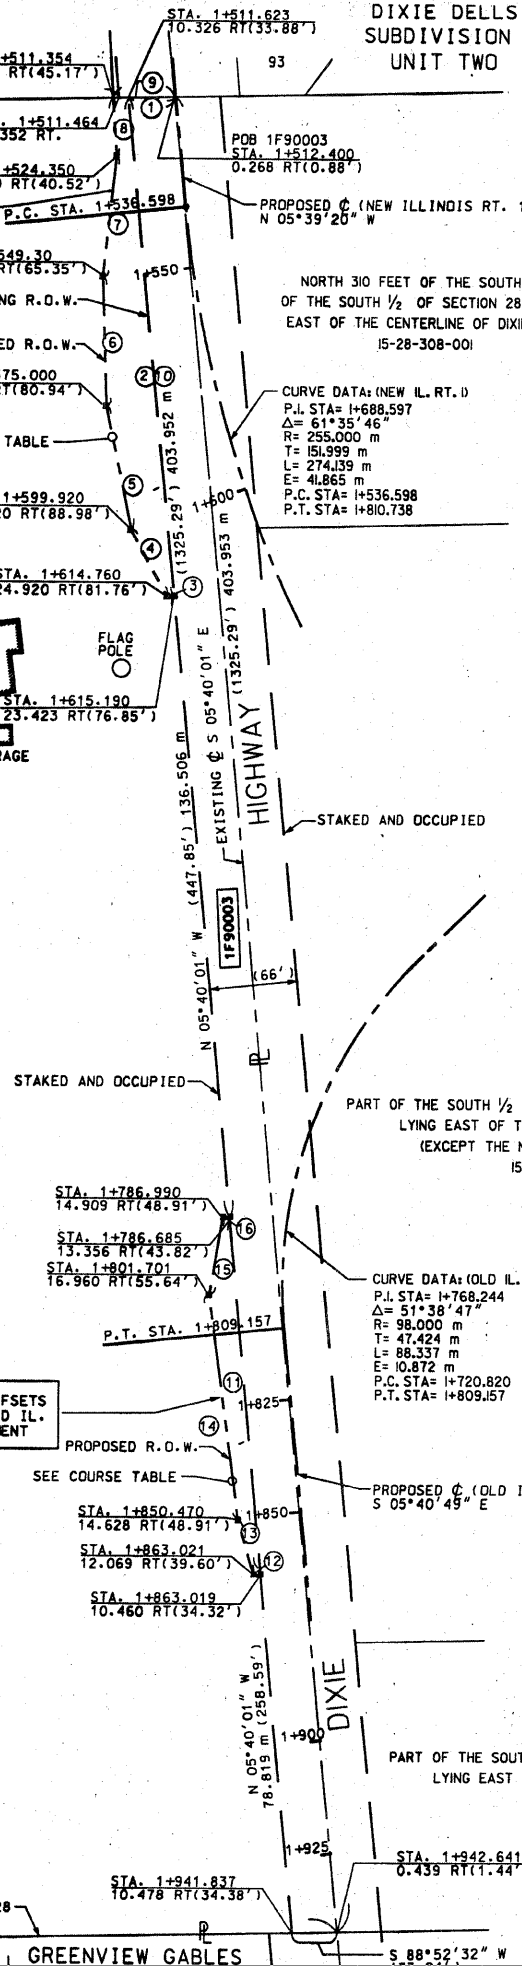 DIXIE DELLS
SUBDIVISION
UNIT TWO
STA. 1+511.623
10.326 RT(33.88')
93
+511.354
RT(45.17')
9
1
. 1+511.464
352 RT.
8
POB 1F90003
STA. 1+512.400
0.268 RT(0.88')
+524.350
RT(40.52')
P.C. STA. 1+536.598
7
PROPOSED ℄ (NEW ILLINOIS RT. 1
N 05°39'20" W
549.30
RT(65.35')
1+550
NG R.O.W.
NORTH 310 FEET OF THE SOUTH
OF THE SOUTH ½ OF SECTION 28
EAST OF THE CENTERLINE OF DIXIE
15-28-308-001
ED R.O.W.
6
2
10
75.000
RT(80.94')
CURVE DATA: (NEW IL. RT. 1)
P.I. STA= 1+688.597
Δ= 61°35'46"
R= 255.000 m
T= 151.999 m
L= 274.139 m
E= 41.865 m
P.C. STA= 1+536.598
P.T. STA= 1+810.738
TABLE
5
1+600
1+599.920
20 RT(88.98')
4
(1325.29') 403.952 m
(1325.29') 403.953 m
STA. 1+614.760
24.920 RT(81.76')
3
FLAG
POLE
STA. 1+615.190
23.423 RT(76.85')
RAGE
EXISTING ℄ S 05°40'01" E
HIGHWAY
N 05°40'01" W (447.85') 136.506 m
STAKED AND OCCUPIED
1F90003
(66')
PL
STAKED AND OCCUPIED
PART OF THE SOUTH ½
LYING EAST OF T
(EXCEPT THE N
15
STA. 1+786.990
14.909 RT(48.91')
16
STA. 1+786.685
13.356 RT(43.82')
15
STA. 1+801.701
16.960 RT(55.64')
CURVE DATA: (OLD IL.
P.I. STA= 1+768.244
Δ= 51°38'47"
R= 98.000 m
T= 47.424 m
L= 88.337 m
E= 10.872 m
P.C. STA= 1+720.820
P.T. STA= 1+809.157
P.T. STA. 1+809.157
11
FSETS
D IL.
ENT
1+825
14
PROPOSED R.O.W.
SEE COURSE TABLE
PROPOSED ℄ (OLD I
S 05°40'49" E
STA. 1+850.470
14.628 RT(48.91')
1+850
13
STA. 1+863.021
12.069 RT(39.60')
12
STA. 1+863.019
10.460 RT(34.32')
DIXIE
N 05°40'01" W
78.819 m (258.59')
1+900
PART OF THE SOUT
LYING EAST
1+925
STA. 1+942.641
0.439 RT(1.44'
STA. 1+941.837
10.478 RT(34.38')
28
PL
GREENVIEW GABLES
S 88°52'32" W